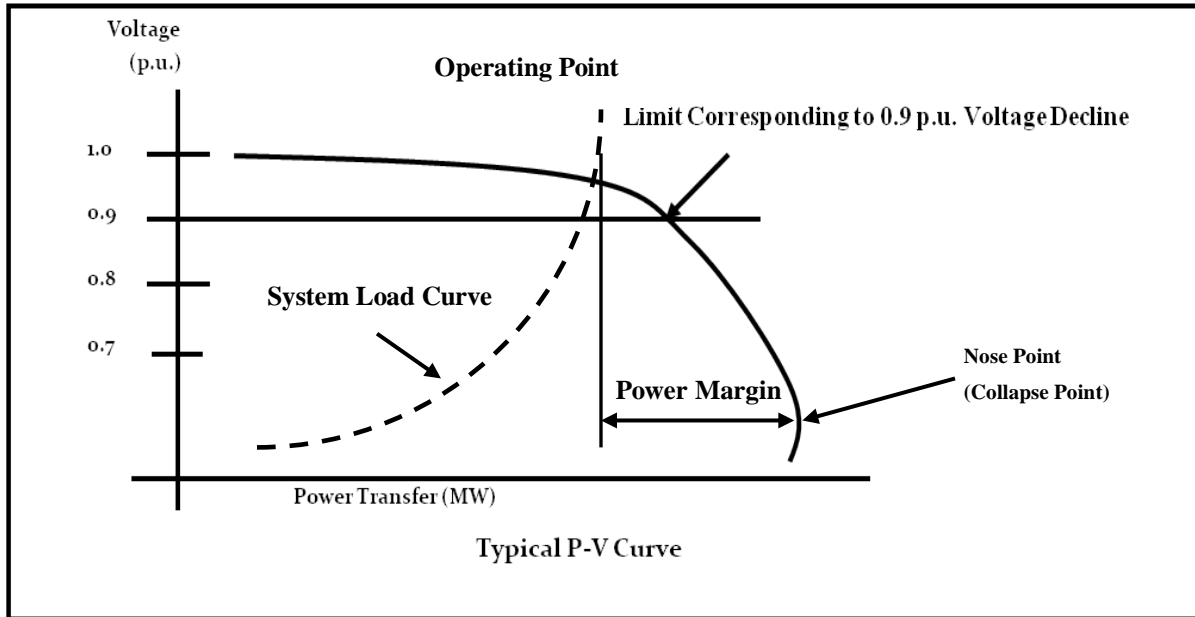 Voltage
(p.u.)
Operating Point
Limit Corresponding to 0.9 p.u. Voltage Decline
1.0
0.9
0.8
System Load Curve
0.7
Nose Point
(Collapse Point)
Power Margin
Power Transfer (MW)
Typical P-V Curve